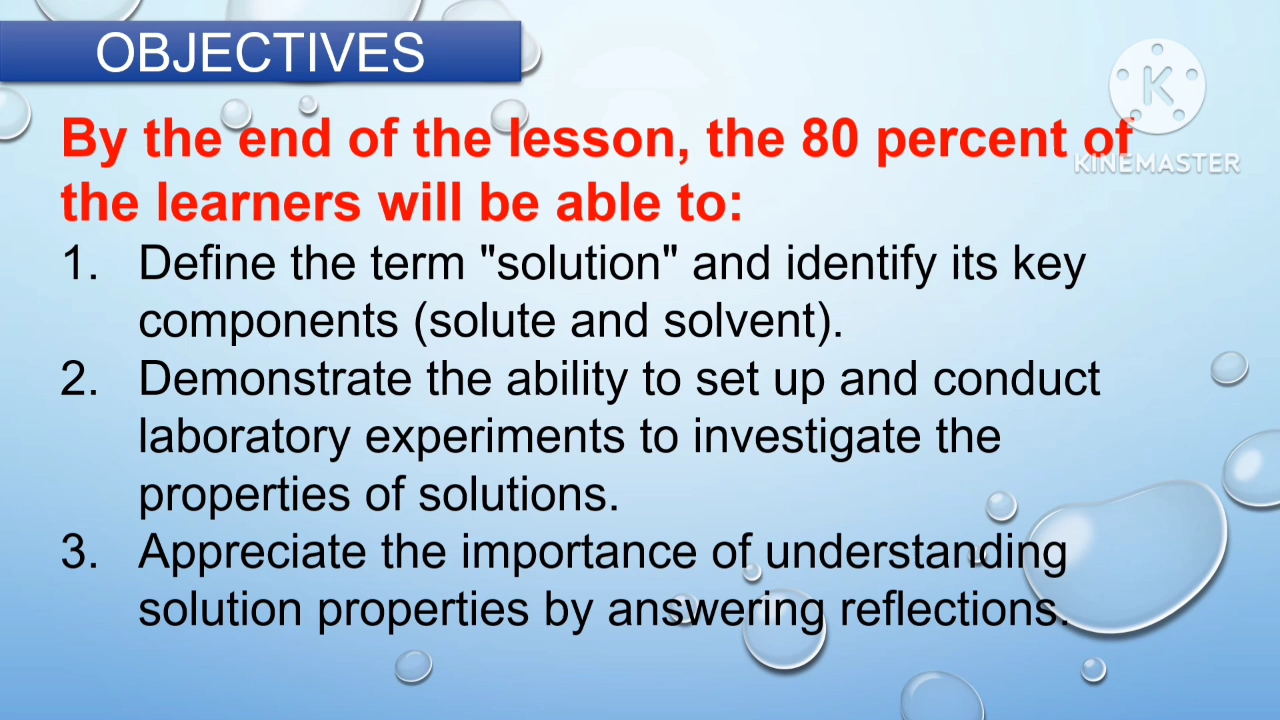 OBJECTIVES
By the end of the lesson, the 80 percent of
the learners will be able to:
1. Define the term "solution" and identify its key
components (solute and solvent).
2. Demonstrate the ability to set up and conduct
laboratory experiments to investigate the
properties of solutions.
3. Appreciate the importance of understanding
solution properties by answering reflections.
K
KINEMASTER